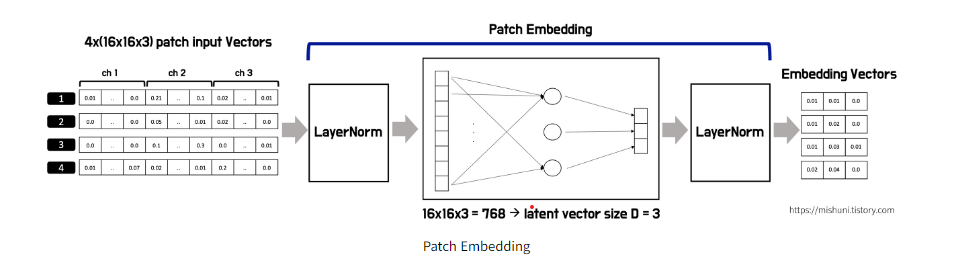 Patch Embedding
4x(16x16x3) patch input Vectors
ch 1 ch 2 ch 3
Embedding Vectors
1 0.01 .. 0.0 0.21 .. 0.1 0.02 .. 0.01
2 0.0 .. 0.0 0.05 .. 0.01 0.02 .. 0.0
3 0.0 .. 0.0 0.1 .. 0.3 0.0 .. 0.01
4 0.01 .. 0.07 0.02 .. 0.01 0.2 .. 0.0
LayerNorm
LayerNorm
0.01 0.01 0.0
0.01 0.02 0.0
0.01 0.03 0.01
0.02 0.04 0.0
16x16x3 = 768 → latent vector size D = 3
https://mishuni.tistory.com
Patch Embedding